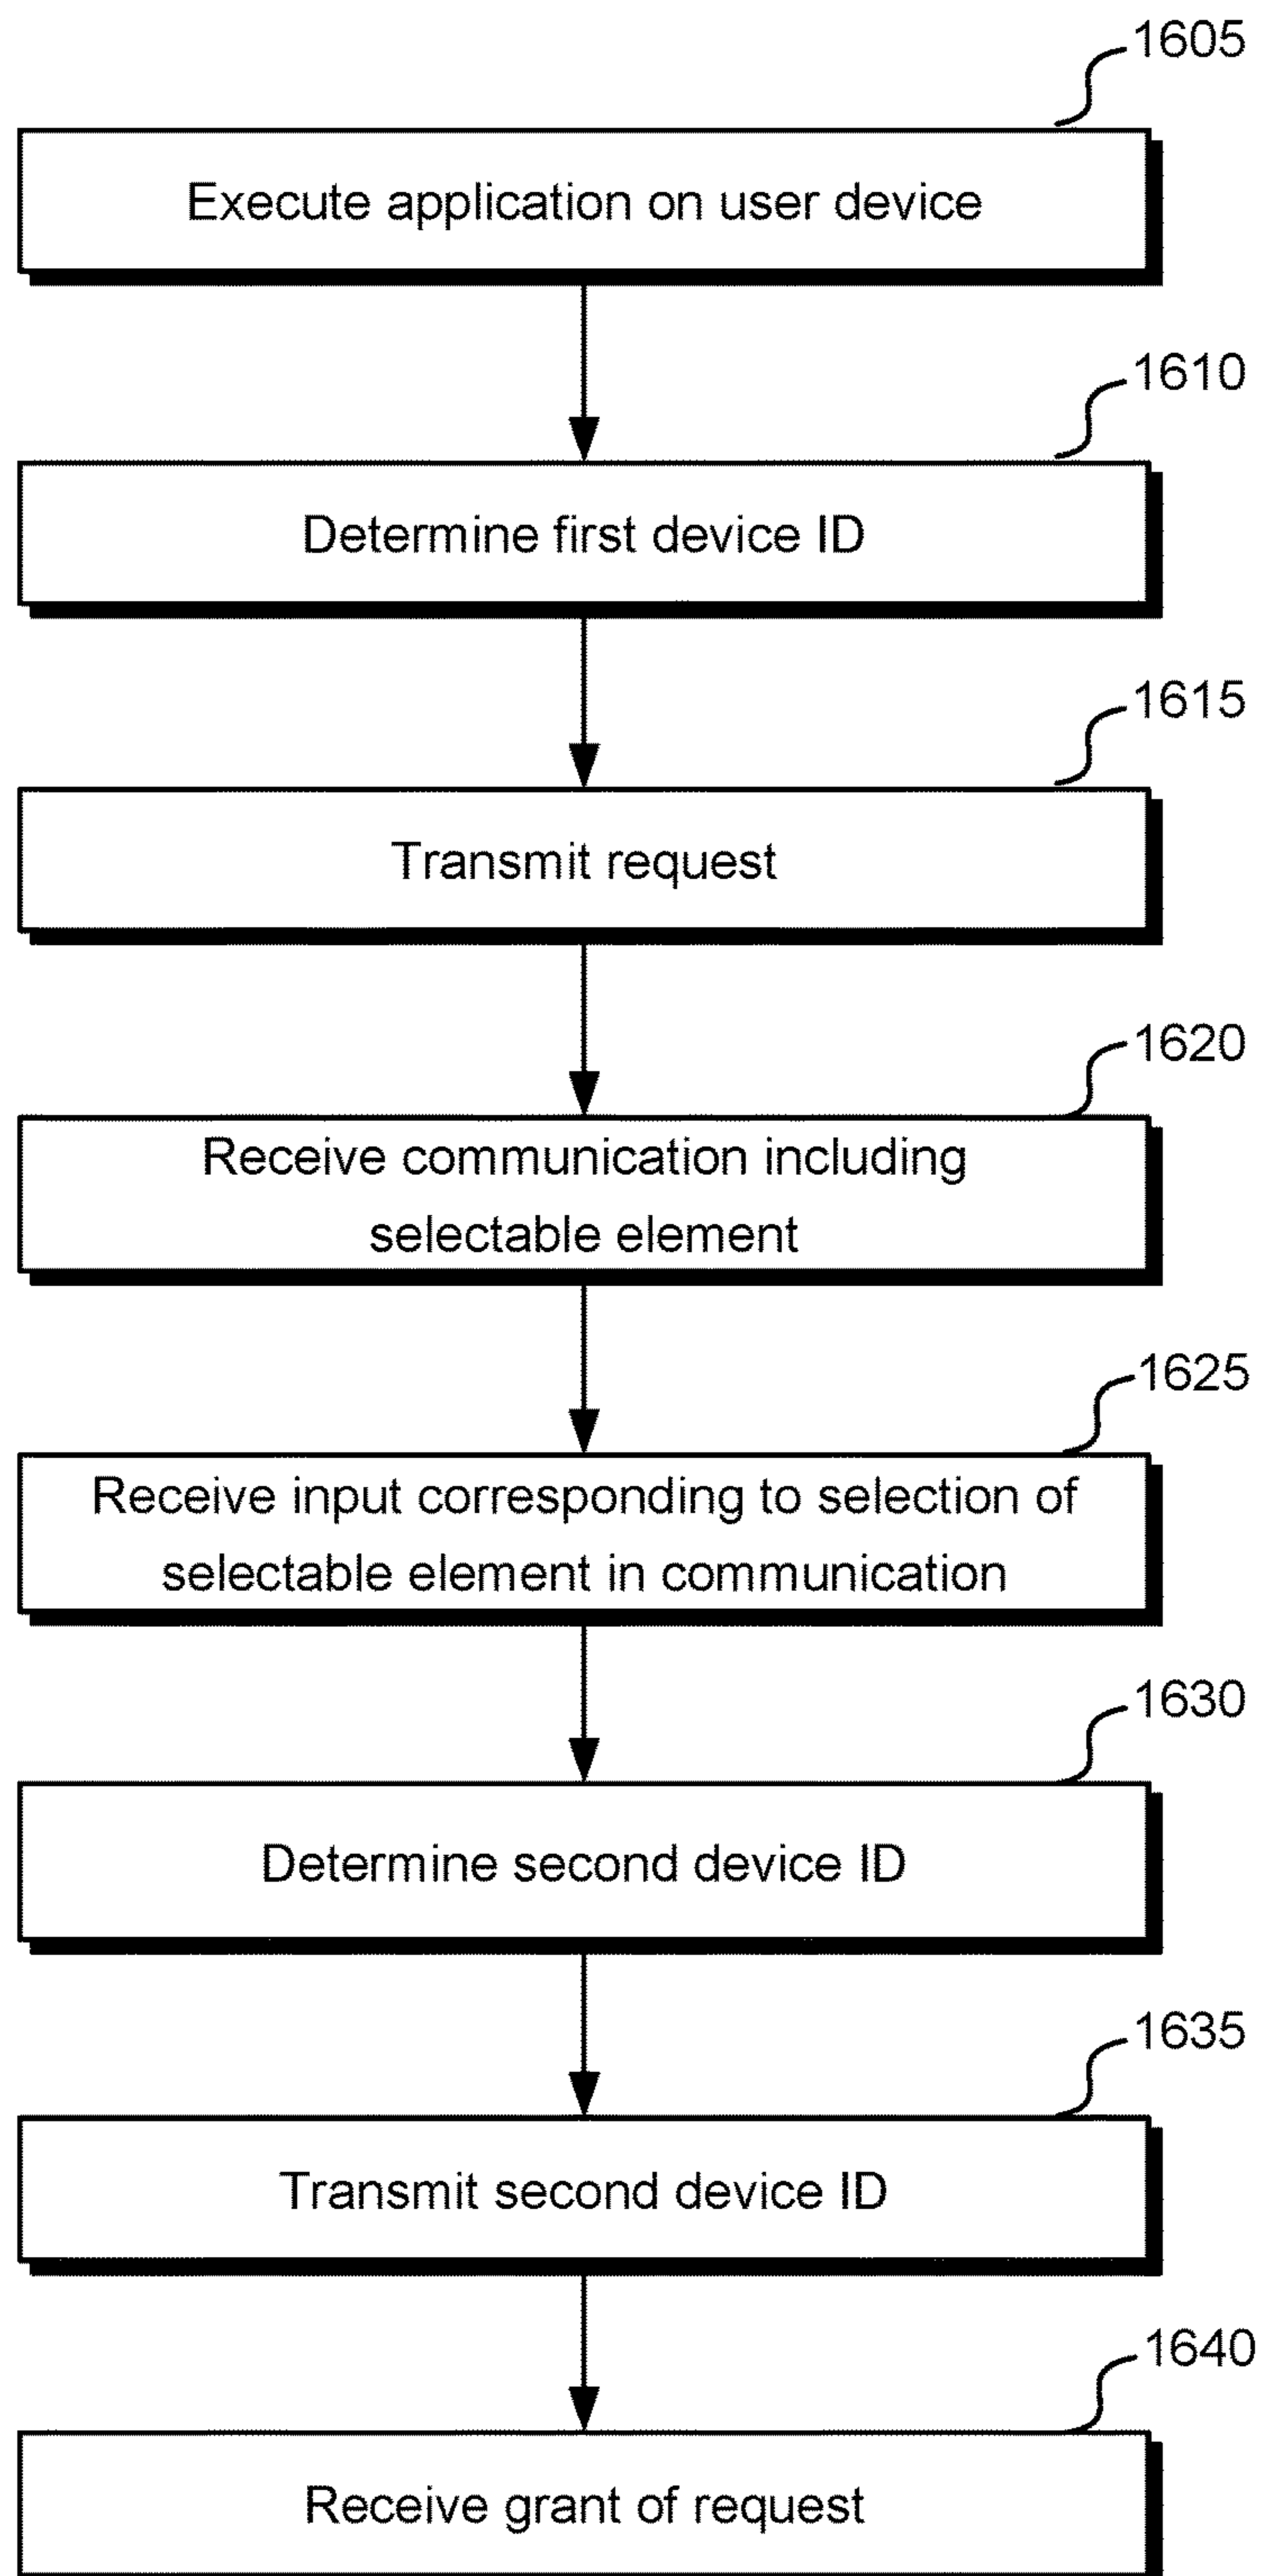 1605
Execute application on user device
1610
Determine first device ID
1615
Transmit request
1620
Receive communication including
selectable element
1625
Receive input corresponding to selection of
selectable element in communication
1630
Determine second device ID
1635
Transmit second device ID
1640
Receive grant of request